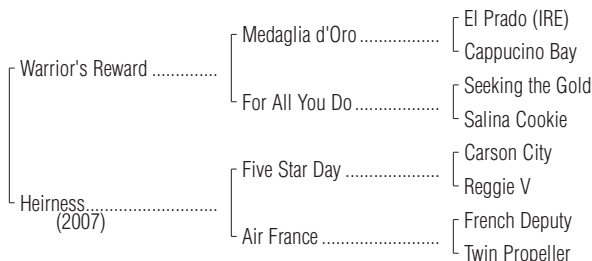 El Prado (IRE)
Medaglia d'Oro ..................
Cappucino Bay
Warrior's Reward ..............
Seeking the Gold
For All You Do ...................
Salina Cookie
Carson City
Five Star Day .....................
Reggie V
Heirness.............................
(2007)
French Deputy
Air France ..........................
Twin Propeller